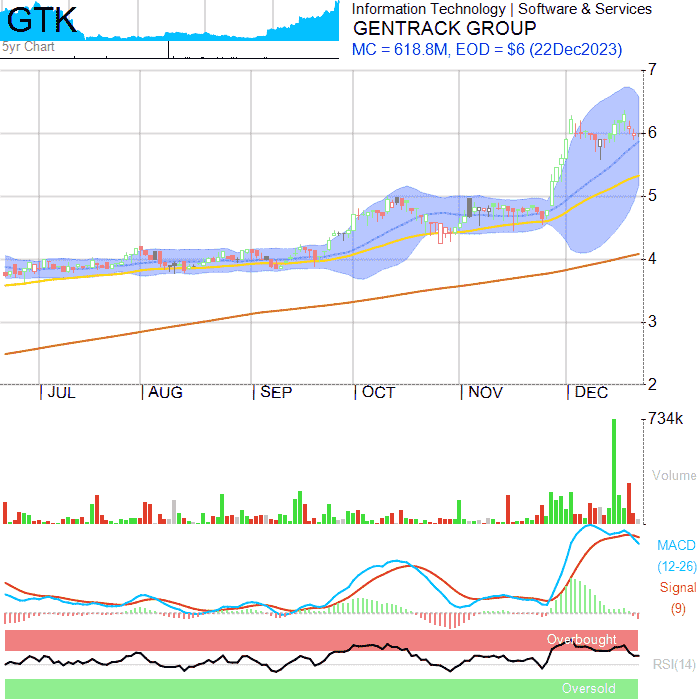 GTK
5yr Chart
Information Technology | Software & Services
GENTRACK GROUP
MC = 618.8M, EOD = $6 (22Dec2023)
7
6
5
4
3
2
| JUL | AUG | SEP | OCT | NOV | DEC
734k
Volume
MACD
(12-26)
Signal
(9)
Overbought
RSI(14)
Oversold